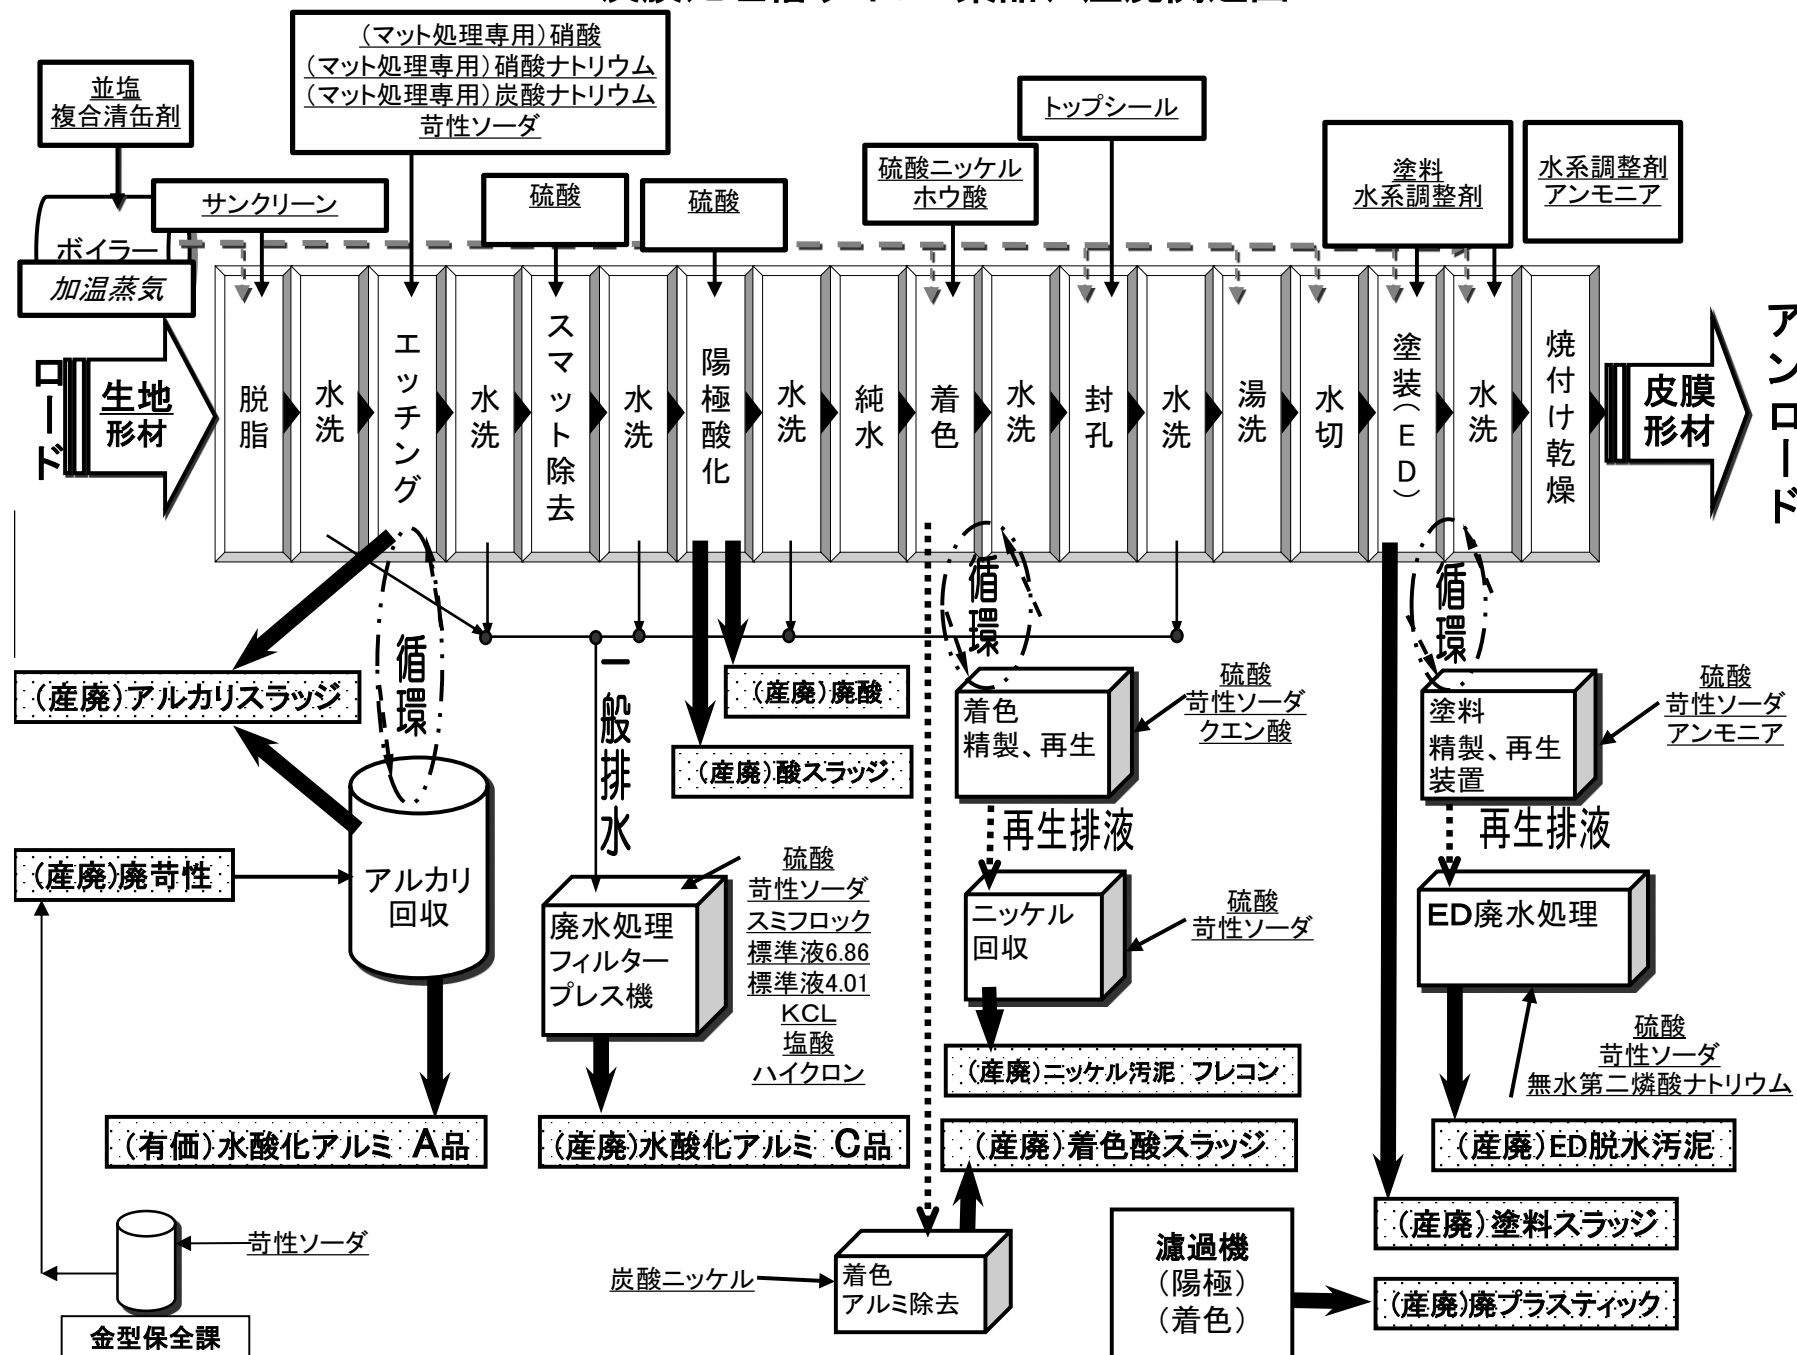 (マット処理専用)硝酸
(マット処理専用)硝酸ナトリウム
(マット処理専用)炭酸ナトリウム
苛性ソーダ
並塩
複合清缶剤
トップシール
硫酸ニッケル
ホウ酸
塗料
水系調整剤
水系調整剤
アンモニア
サンクリーン
硫酸
硫酸
ボイラー
加温蒸気
ロード
生地
形材
脱脂
水洗
エッチング
水洗
スマット除去
水洗
陽極酸化
水洗
純水
着色
水洗
封孔
水洗
湯洗
水切
塗装(ED)
水洗
焼付け乾燥
皮膜
形材
アンロード
循環
循環
循環
一般排水
(産廃)アルカリスラッジ
(産廃)廃酸
(産廃)酸スラッジ
着色
精製、再生
硫酸
苛性ソーダ
クエン酸
塗料
精製、再生
装置
硫酸
苛性ソーダ
アンモニア
再生排液
再生排液
(産廃)廃苛性
アルカリ
回収
廃水処理
フィルター
プレス機
硫酸
苛性ソーダ
スミフロック
標準液6.86
標準液4.01
KCL
塩酸
ハイクロン
ニッケル
回収
硫酸
苛性ソーダ
ED廃水処理
硫酸
苛性ソーダ
無水第二燐酸ナトリウム
(産廃)ニッケル汚泥 フレコン
(有価)水酸化アルミ A品
(産廃)水酸化アルミ C品
(産廃)着色酸スラッジ
(産廃)ED脱水汚泥
(産廃)塗料スラッジ
苛性ソーダ
金型保全課
炭酸ニッケル
着色
アルミ除去
濾過機
(陽極)
(着色)
(産廃)廃プラスティック